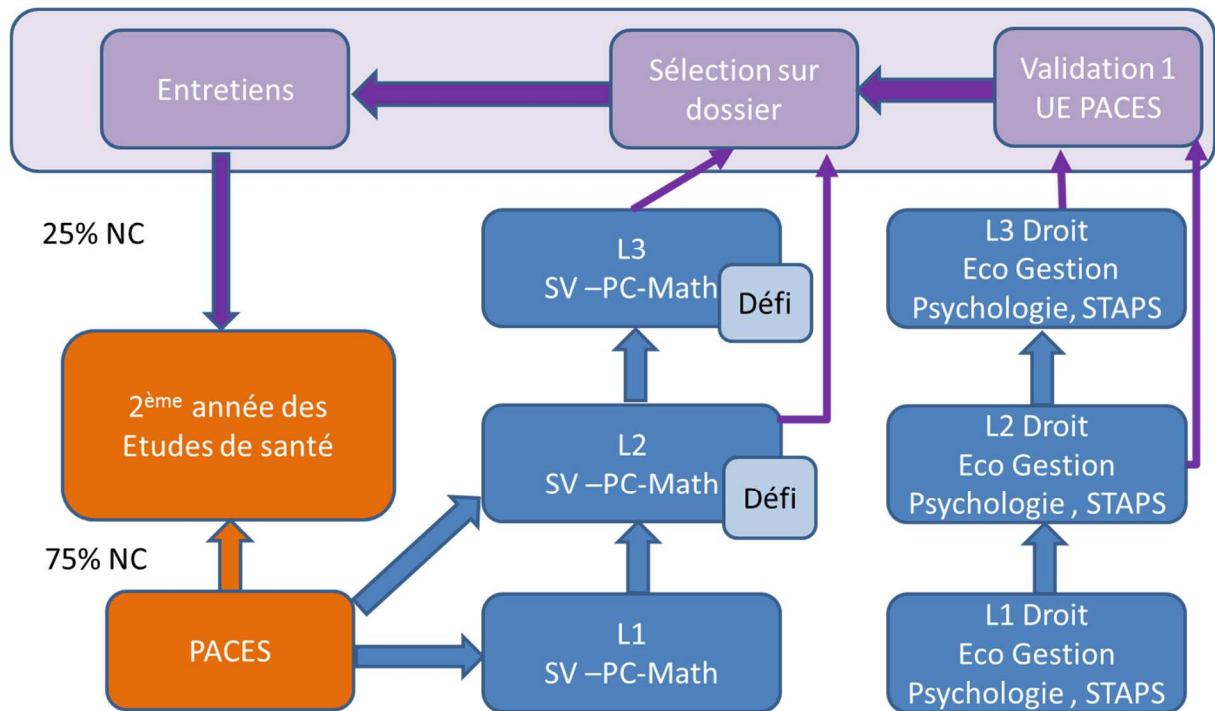 Entretiens
Sélection sur
dossier
Validation 1
UE PACES
25% NC
L3
SV –PC-Math
Défi
L3 Droit
Eco Gestion
Psychologie, STAPS
2ème année des
Etudes de santé
L2
SV –PC-Math
Défi
L2 Droit
Eco Gestion
Psychologie , STAPS
75% NC
PACES
L1
SV –PC-Math
L1 Droit
Eco Gestion
Psychologie , STAPS